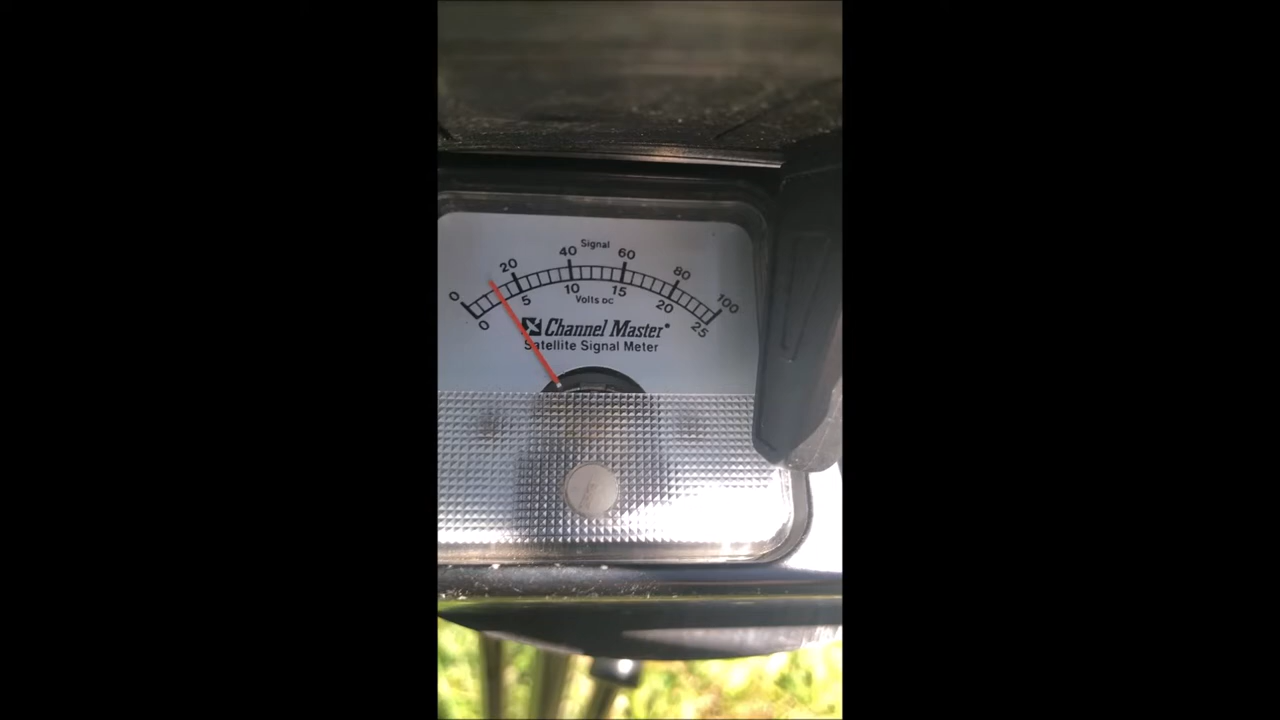 Signal
0 20 40 60 80 100
0 5 10 15 20 25
Volts DC
Channel Master®
Satellite Signal Meter